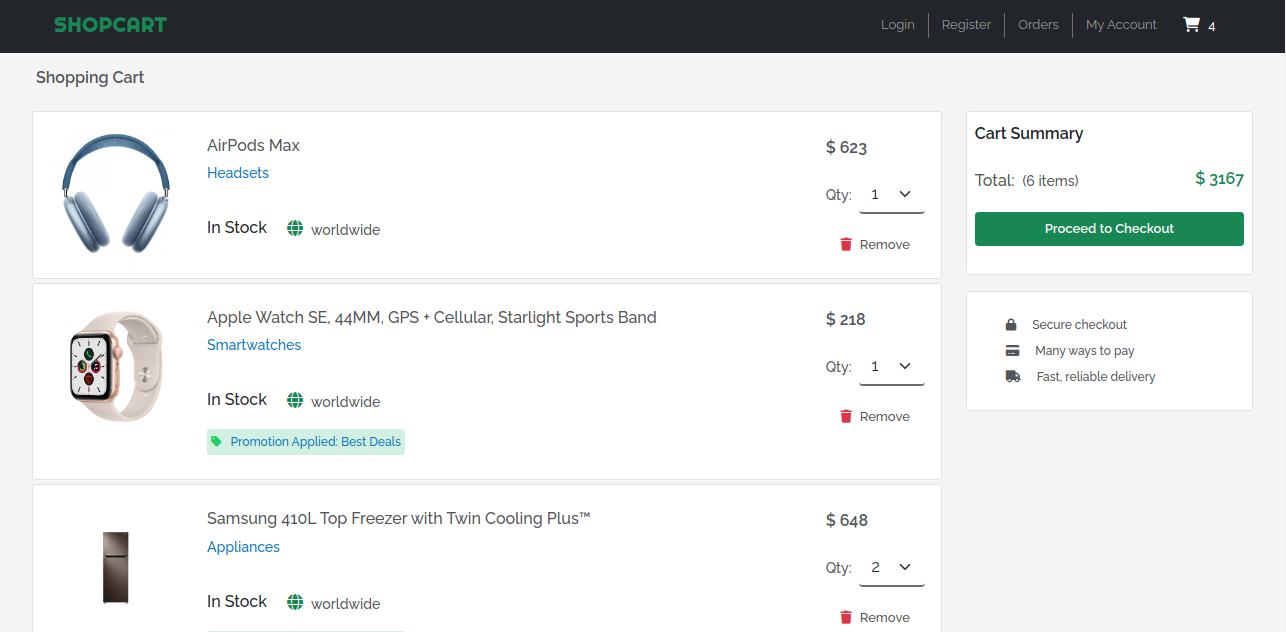 SHOPCART
Login
Register
Orders
My Account
4
Shopping Cart
AirPods Max
Headsets
In Stock
worldwide
$ 623
Qty: 1
Remove
Apple Watch SE, 44MM, GPS + Cellular, Starlight Sports Band
Smartwatches
In Stock
worldwide
Promotion Applied: Best Deals
$ 218
Qty: 1
Remove
Samsung 410L Top Freezer with Twin Cooling Plus™
Appliances
In Stock
worldwide
$ 648
Qty: 2
Remove
Cart Summary
Total: (6 items) $ 3167
Proceed to Checkout
Secure checkout
Many ways to pay
Fast, reliable delivery